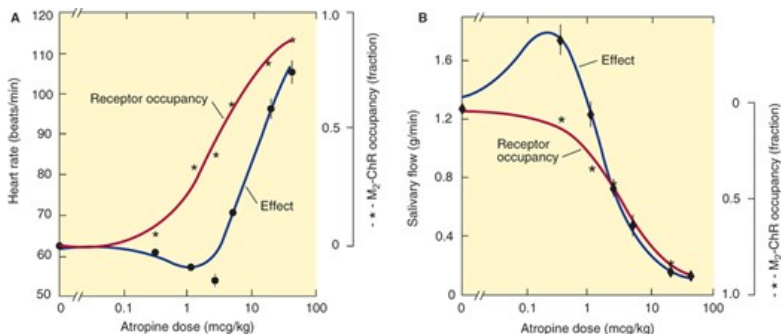 A
120
110
100
90
80
70
60
50
Heart rate (beats/min)
Receptor occupancy
Effect
1.0
0.5
0
- * - M2-ChR occupancy (fraction)
0 0.1 1 10 100
Atropine dose (mcg/kg)
B
1.6
1.2
0.8
0.4
0
Salivary flow (g/min)
Effect
Receptor
occupancy
0
0.5
1.0
- * - M2-ChR occupancy (fraction)
0 0.1 1 10 100
Atropine dose (mcg/kg)